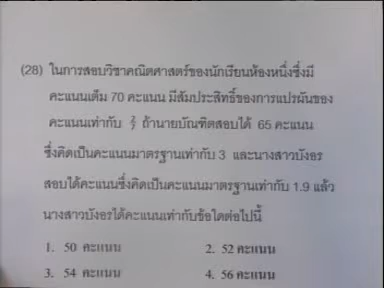 (28) ในการสอบวิชาคณิตศาสตร์ของนักเรียนห้องหนึ่งซึ่งมี
คะแนนเต็ม 70 คะแนน มีสัมประสิทธิ์ของการแปรผันของ
คะแนนเท่ากับ 2/7 ถ้านายบัณฑิตสอบได้ 65 คะแนน
ซึ่งคิดเป็นคะแนนมาตรฐานเท่ากับ 3 และนางสาวบังอร
สอบได้คะแนนซึ่งคิดเป็นคะแนนมาตรฐานเท่ากับ 1.9 แล้ว
นางสาวบังอรได้คะแนนเท่ากับข้อใดต่อไปนี้
1. 50 คะแนน 2. 52 คะแนน
3. 54 คะแนน 4. 56 คะแนน